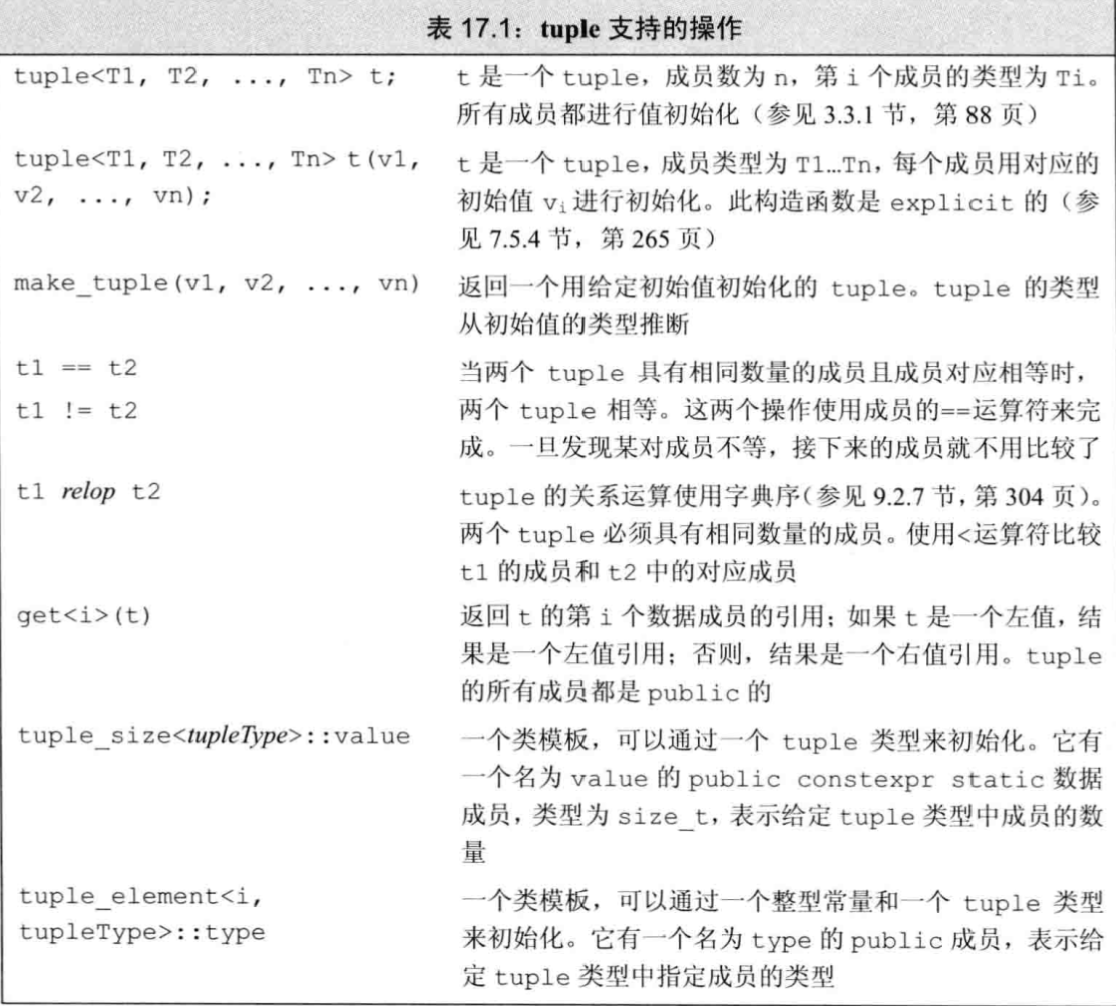 表 17.1：tuple 支持的操作
tuple<T1, T2, ..., Tn> t;
t 是一个 tuple，成员数为 n，第 i 个成员的类型为 Ti。
所有成员都进行值初始化（参见 3.3.1 节，第 88 页）
tuple<T1, T2, ..., Tn> t(v1,
v2, ..., vn);
t 是一个 tuple，成员类型为 T1…Tn，每个成员用对应的
初始值 vi 进行初始化。此构造函数是 explicit 的（参
见 7.5.4 节，第 265 页）
make_tuple(v1, v2, ..., vn)
返回一个用给定初始值初始化的 tuple。tuple 的类型
从初始值的类型推断
t1 == t2
t1 != t2
当两个 tuple 具有相同数量的成员且成员对应相等时，
两个 tuple 相等。这两个操作使用成员的==运算符来完
成。一旦发现某对成员不等，接下来的成员就不用比较了
t1 relop t2
tuple 的关系运算使用字典序（参见 9.2.7 节，第 304 页）。
两个 tuple 必须具有相同数量的成员。使用<运算符比较
t1 的成员和 t2 中的对应成员
get<i>(t)
返回 t 的第 i 个数据成员的引用；如果 t 是一个左值，结
果是一个左值引用；否则，结果是一个右值引用。tuple
的所有成员都是 public 的
tuple_size<tupleType>::value
一个类模板，可以通过一个 tuple 类型来初始化。它有
一个名为 value 的 public constexpr static 数据
成员，类型为 size_t，表示给定 tuple 类型中成员的数
量
tuple_element<i,
tupleType>::type
一个类模板，可以通过一个整型常量和一个 tuple 类型
来初始化。它有一个名为 type 的 public 成员，表示给
定 tuple 类型中指定成员的类型